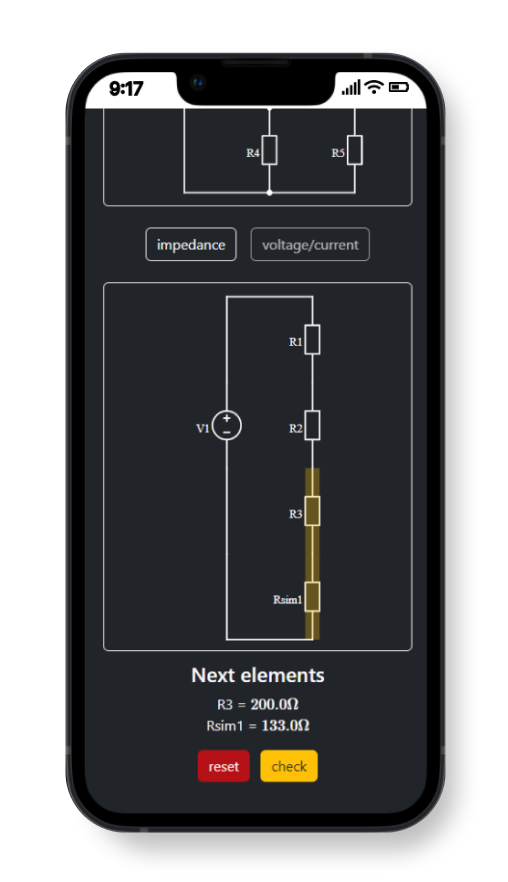 9:17
R4 R5
impedance voltage/current
R1
+
V1 − R2
R3
Rsim1
Next elements
R3 = 200.0Ω
Rsim1 = 133.0Ω
reset check